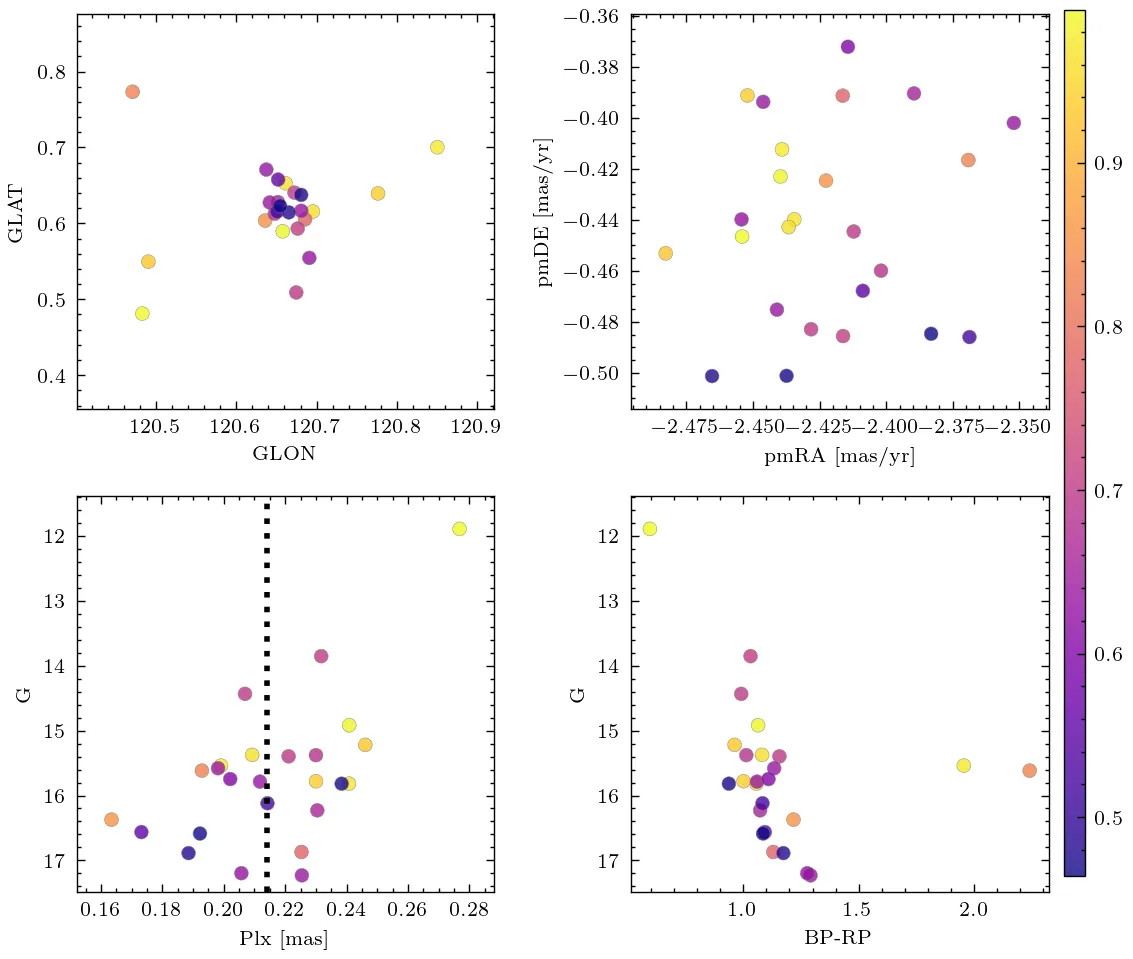 0.8
0.7
0.6
0.5
0.4
GLAT
120.5 120.6 120.7 120.8 120.9
GLON
−0.36
−0.38
−0.40
−0.42
−0.44
−0.46
−0.48
−0.50
pmDE [mas/yr]
−2.475 −2.450 −2.425 −2.400 −2.375 −2.350
pmRA [mas/yr]
0.9
0.8
0.7
0.6
0.5
12
13
14
15
16
17
G
0.16 0.18 0.20 0.22 0.24 0.26 0.28
Plx [mas]
12
13
14
15
16
17
G
1.0 1.5 2.0
BP-RP